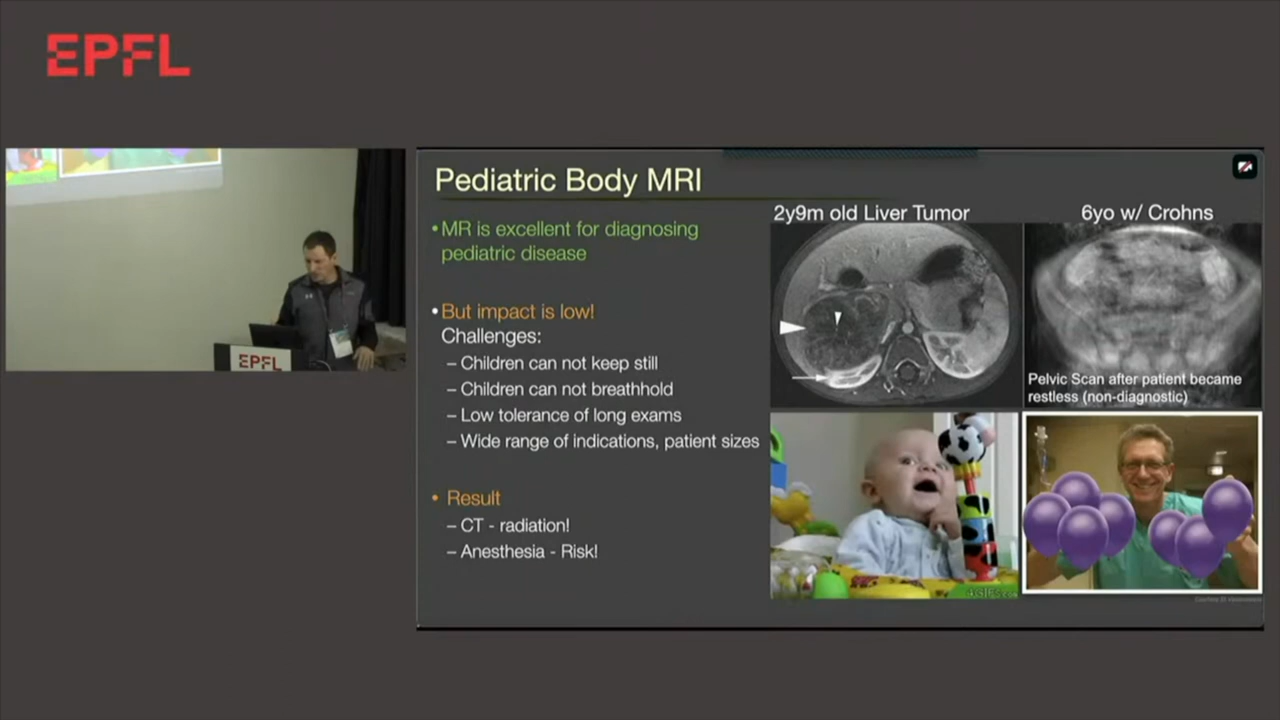 EPFL
EPFL
Pediatric Body MRI
•MR is excellent for diagnosing
pediatric disease
•But impact is low!
Challenges:
– Children can not keep still
– Children can not breathhold
– Low tolerance of long exams
– Wide range of indications, patient sizes
• Result
– CT - radiation!
– Anesthesia - Risk!
2y9m old Liver Tumor
6yo w/ Crohns
Pelvic Scan after patient became
restless (non-diagnostic)